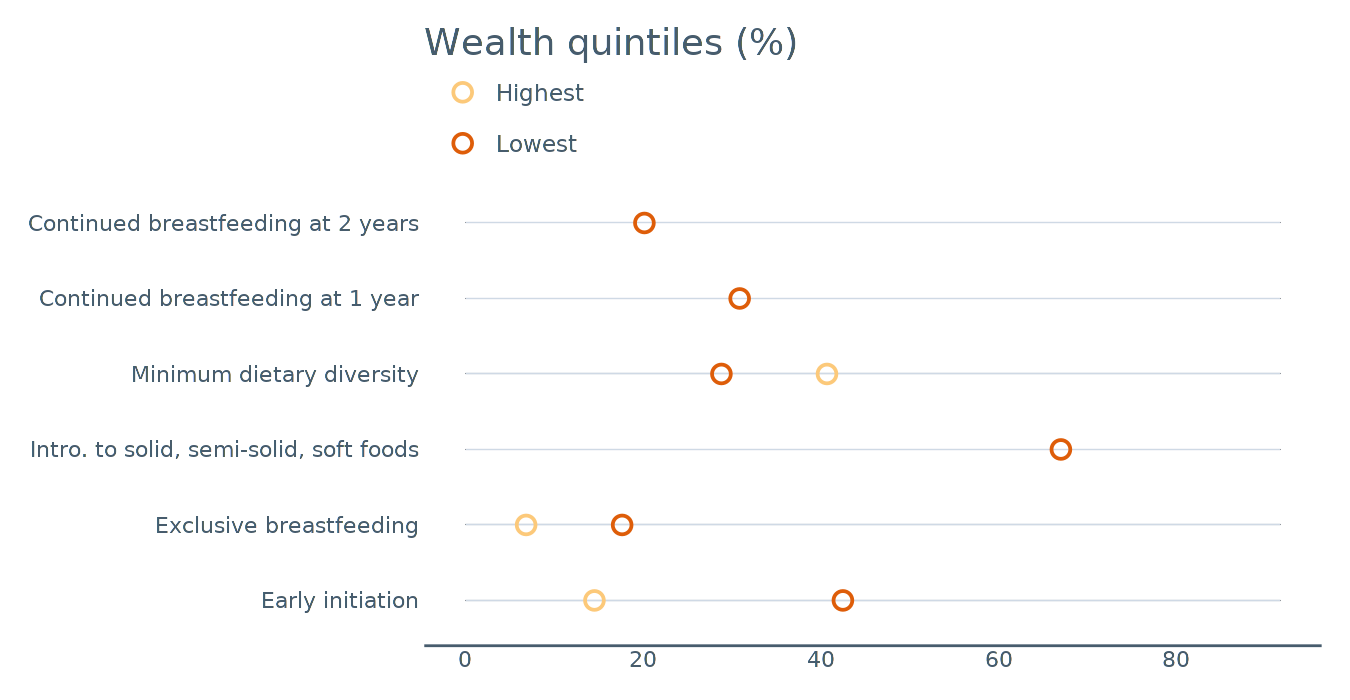 Wealth quintiles (%)
Highest
Lowest
Continued breastfeeding at 2 years
Continued breastfeeding at 1 year
Minimum dietary diversity
Intro. to solid, semi-solid, soft foods
Exclusive breastfeeding
Early initiation
0 20 40 60 80